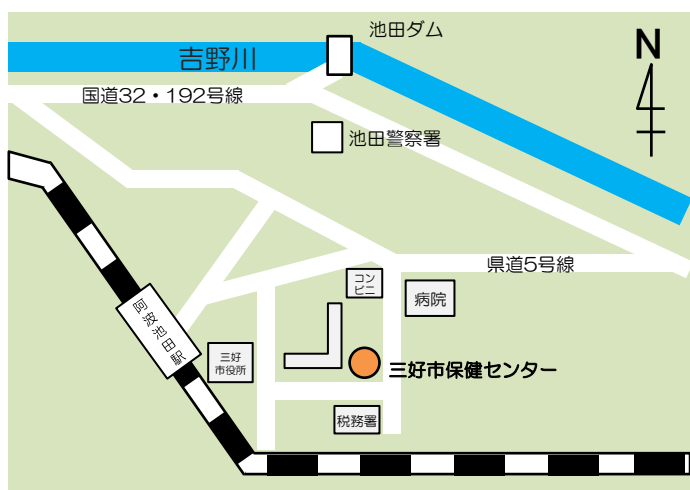 池田ダム
吉野川
N
国道32・192号線
池田警察署
県道5号線
コン
ビニ
病院
阿波池田駅
三好
市役所
三好市保健センター
税務署